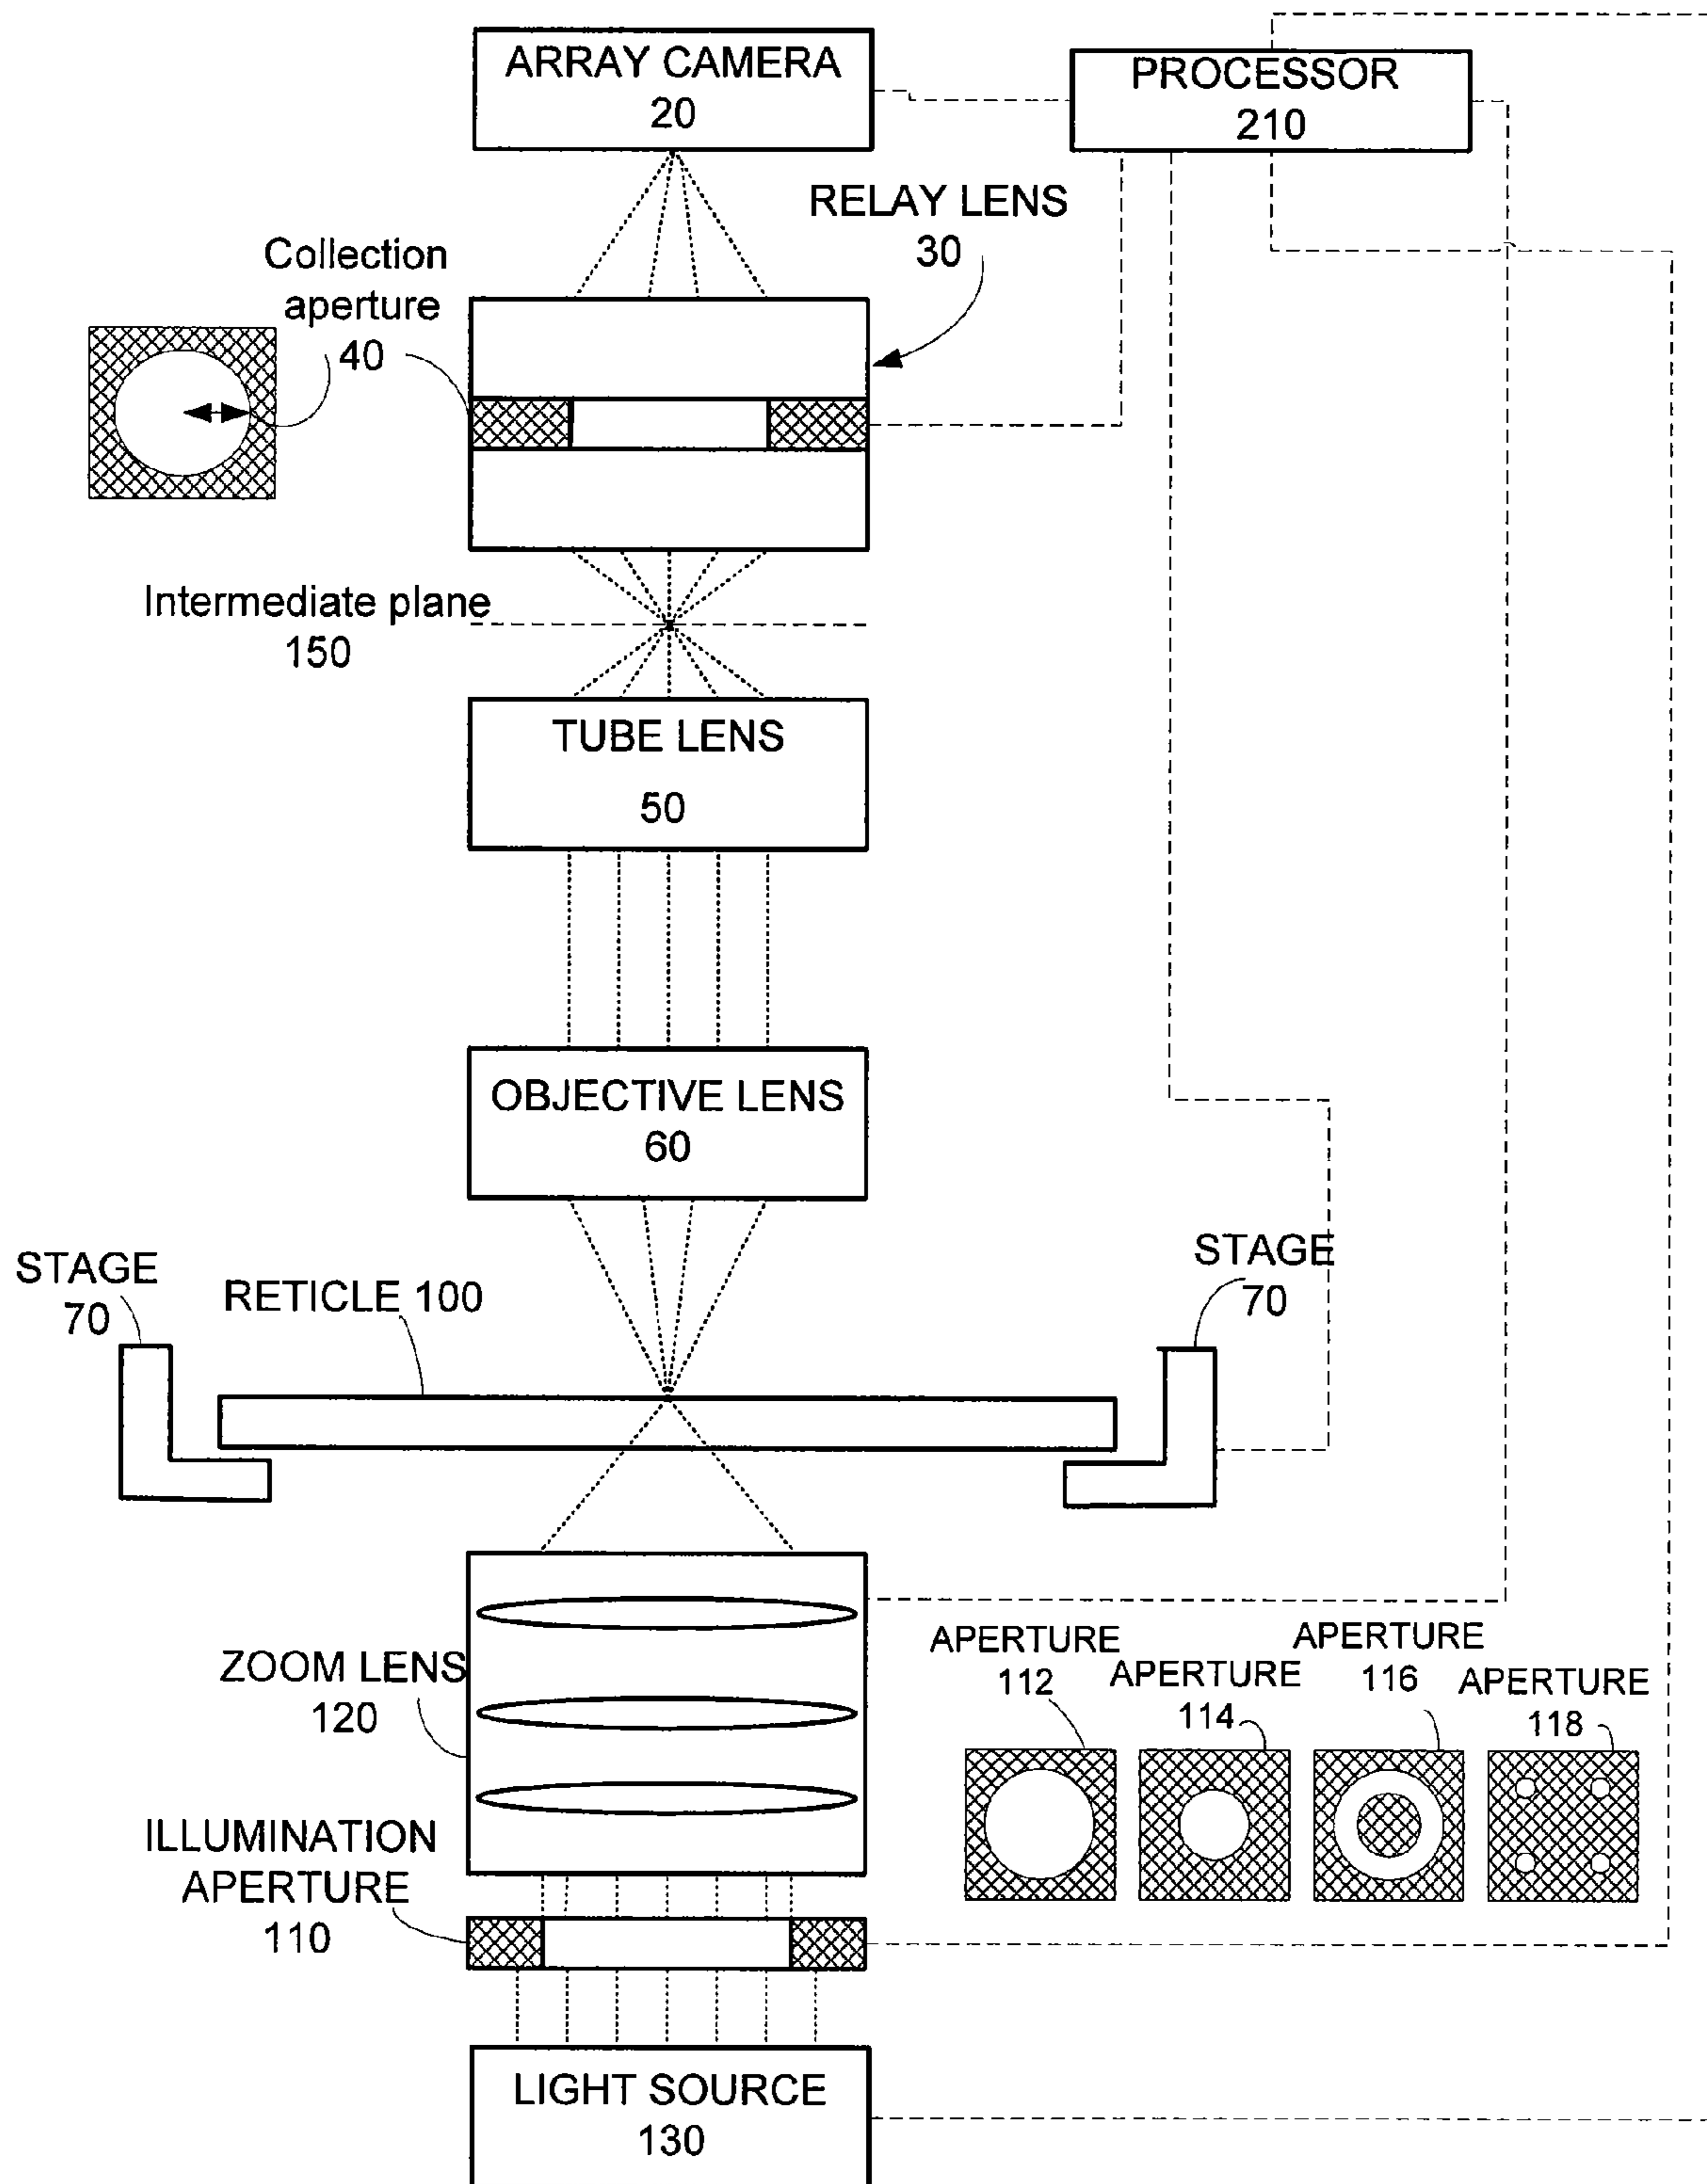 ARRAY CAMERA
20
PROCESSOR
210
RELAY LENS
30
Collection
aperture
40
Intermediate plane
150
TUBE LENS
50
OBJECTIVE LENS
60
STAGE
70
RETICLE 100
STAGE
70
ZOOM LENS
120
APERTURE
112
APERTURE
114
APERTURE
116
APERTURE
118
ILLUMINATION
APERTURE
110
LIGHT SOURCE
130